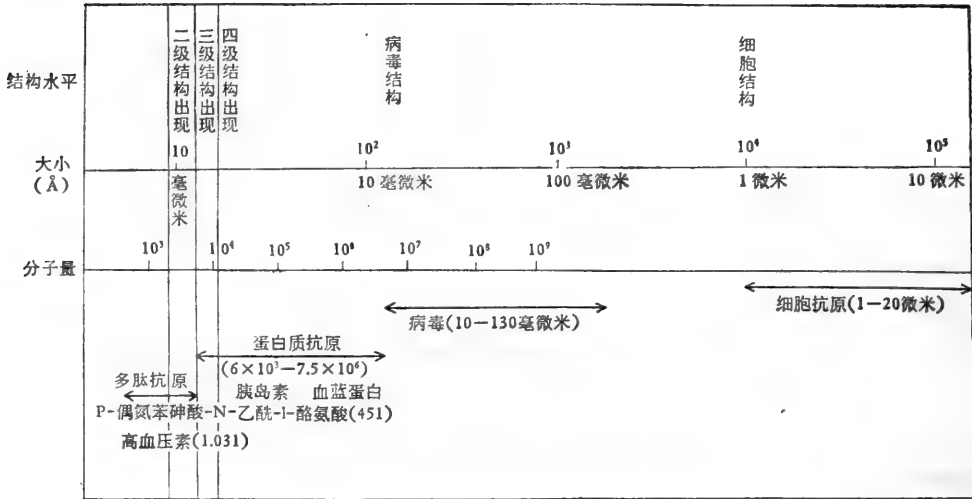 结构水平
二级结构出现
三级结构出现
四级结构出现
病毒结构
细胞结构
大小
(Å)
10 10² 10³ 10⁴ 10⁵
毫微米 10 毫微米 100 毫微米 1 微米 10 微米
分子量
10³ 10⁴ 10⁵ 10⁶ 10⁷ 10⁸ 10⁹
细胞抗原(1—20微米)
病毒(10—130毫微米)
蛋白质抗原
(6×10³—7.5×10⁶)
多肽抗原 胰岛素 血蓝蛋白
P-偶氮苯砷酸-N-乙酰-l-酪氨酸(451)
高血压素(1.031)